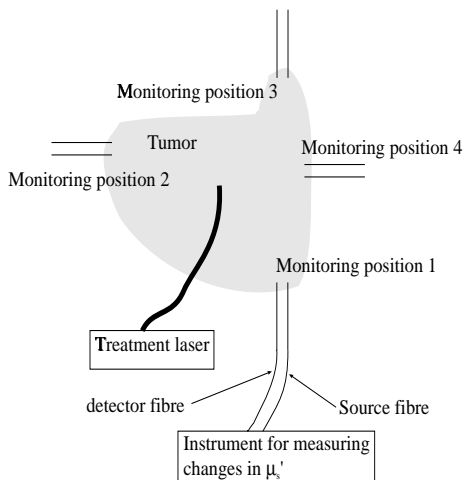 Monitoring position 3
Tumor
Monitoring position 4
Monitoring position 2
Monitoring position 1
Treatment laser
detector fibre
Source fibre
Instrument for measuring
changes in μs'